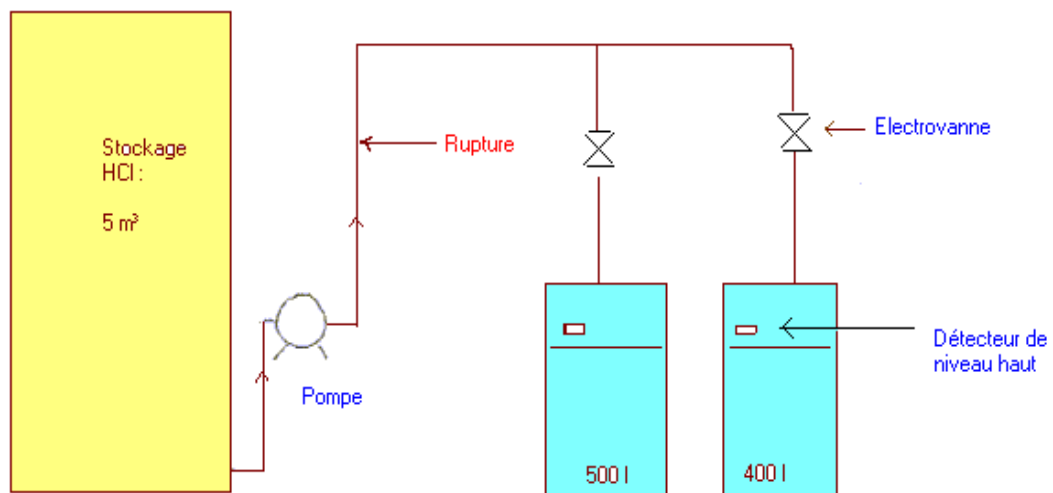 Stockage
HCl :
5 m³
Rupture
Electrovanne
Pompe
Détecteur de
niveau haut
500 l
400 l